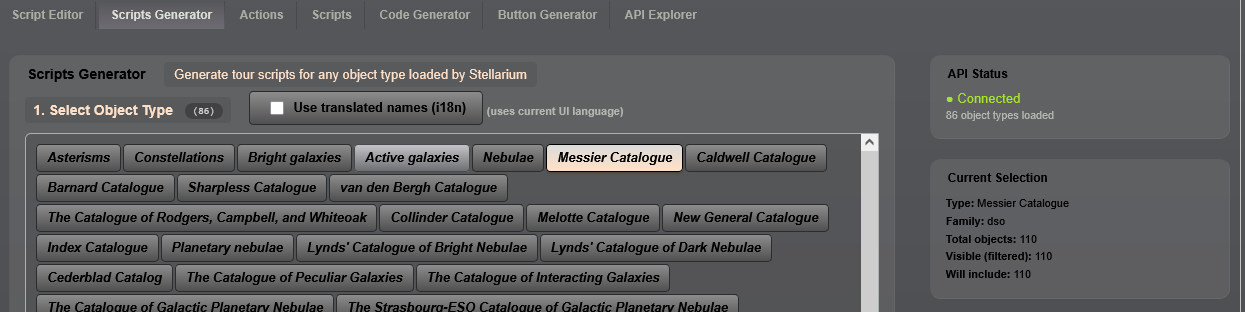 Script Editor Scripts Generator Actions Scripts Code Generator Button Generator API Explorer
Scripts Generator Generate tour scripts for any object type loaded by Stellarium
1. Select Object Type (86) Use translated names (i18n) (uses current UI language)
Asterisms Constellations Bright galaxies Active galaxies Nebulae Messier Catalogue Caldwell Catalogue
Barnard Catalogue Sharpless Catalogue van den Bergh Catalogue
The Catalogue of Rodgers, Campbell, and Whiteoak Collinder Catalogue Melotte Catalogue New General Catalogue
Index Catalogue Planetary nebulae Lynds' Catalogue of Bright Nebulae Lynds' Catalogue of Dark Nebulae
Cederblad Catalog The Catalogue of Peculiar Galaxies The Catalogue of Interacting Galaxies
The Catalogue of Galactic Planetary Nebulae The Strasbourg-ESO Catalogue of Galactic Planetary Nebulae
API Status
● Connected
86 object types loaded
Current Selection
Type: Messier Catalogue
Family: dso
Total objects: 110
Visible (filtered): 110
Will include: 110